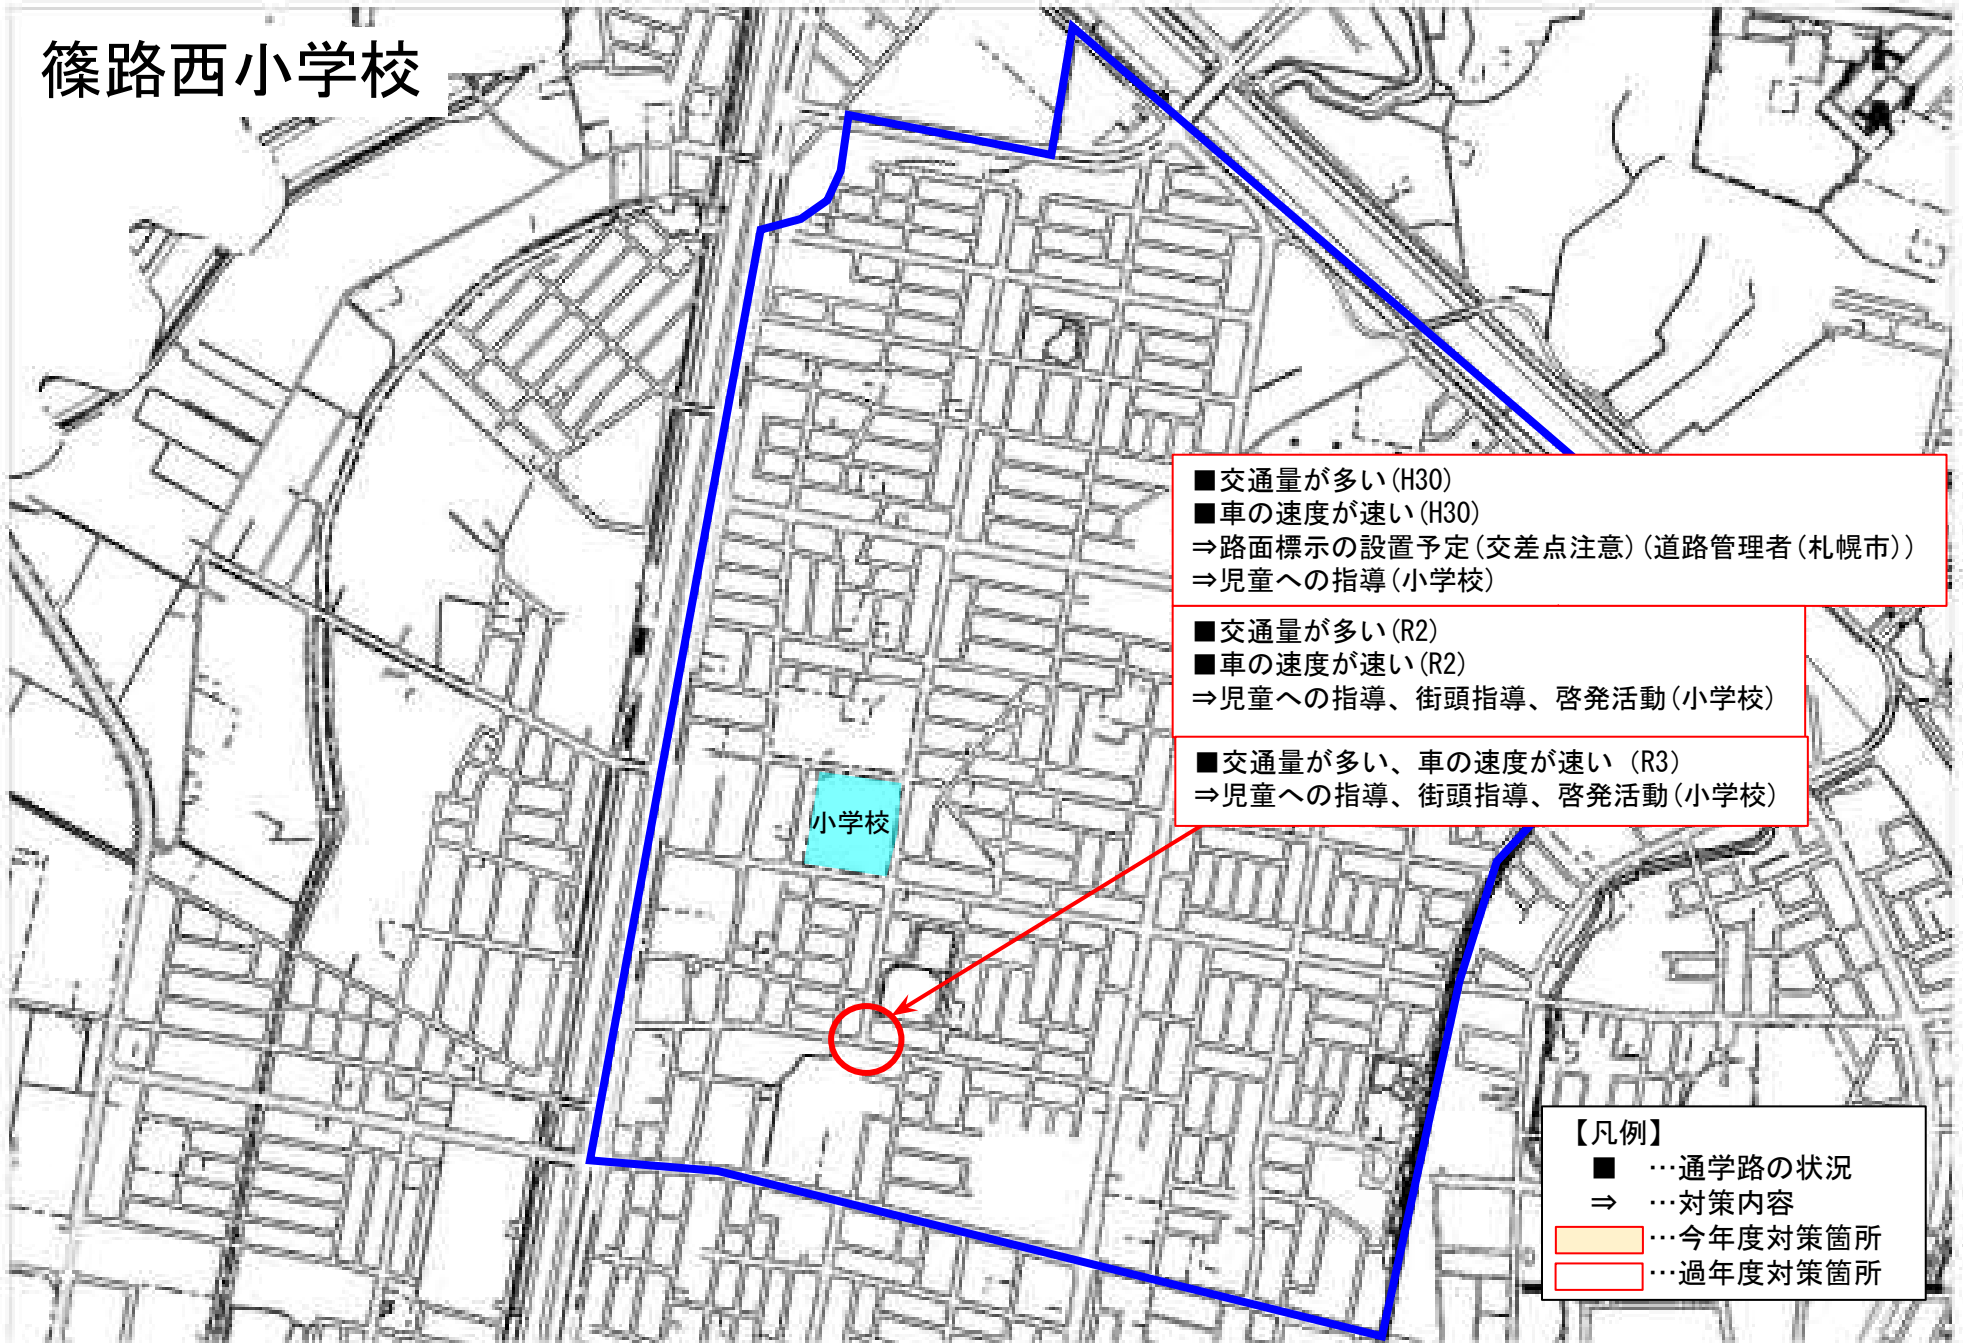 篠路西小学校
■交通量が多い(H30)
■車の速度が速い(H30)
⇒路面標示の設置予定(交差点注意)(道路管理者(札幌市))
⇒児童への指導(小学校)
■交通量が多い(R2)
■車の速度が速い(R2)
⇒児童への指導、街頭指導、啓発活動(小学校)
■交通量が多い、車の速度が速い (R3)
⇒児童への指導、街頭指導、啓発活動(小学校)
小学校
【凡例】
■ …通学路の状況
⇒ …対策内容
…今年度対策箇所
…過年度対策箇所